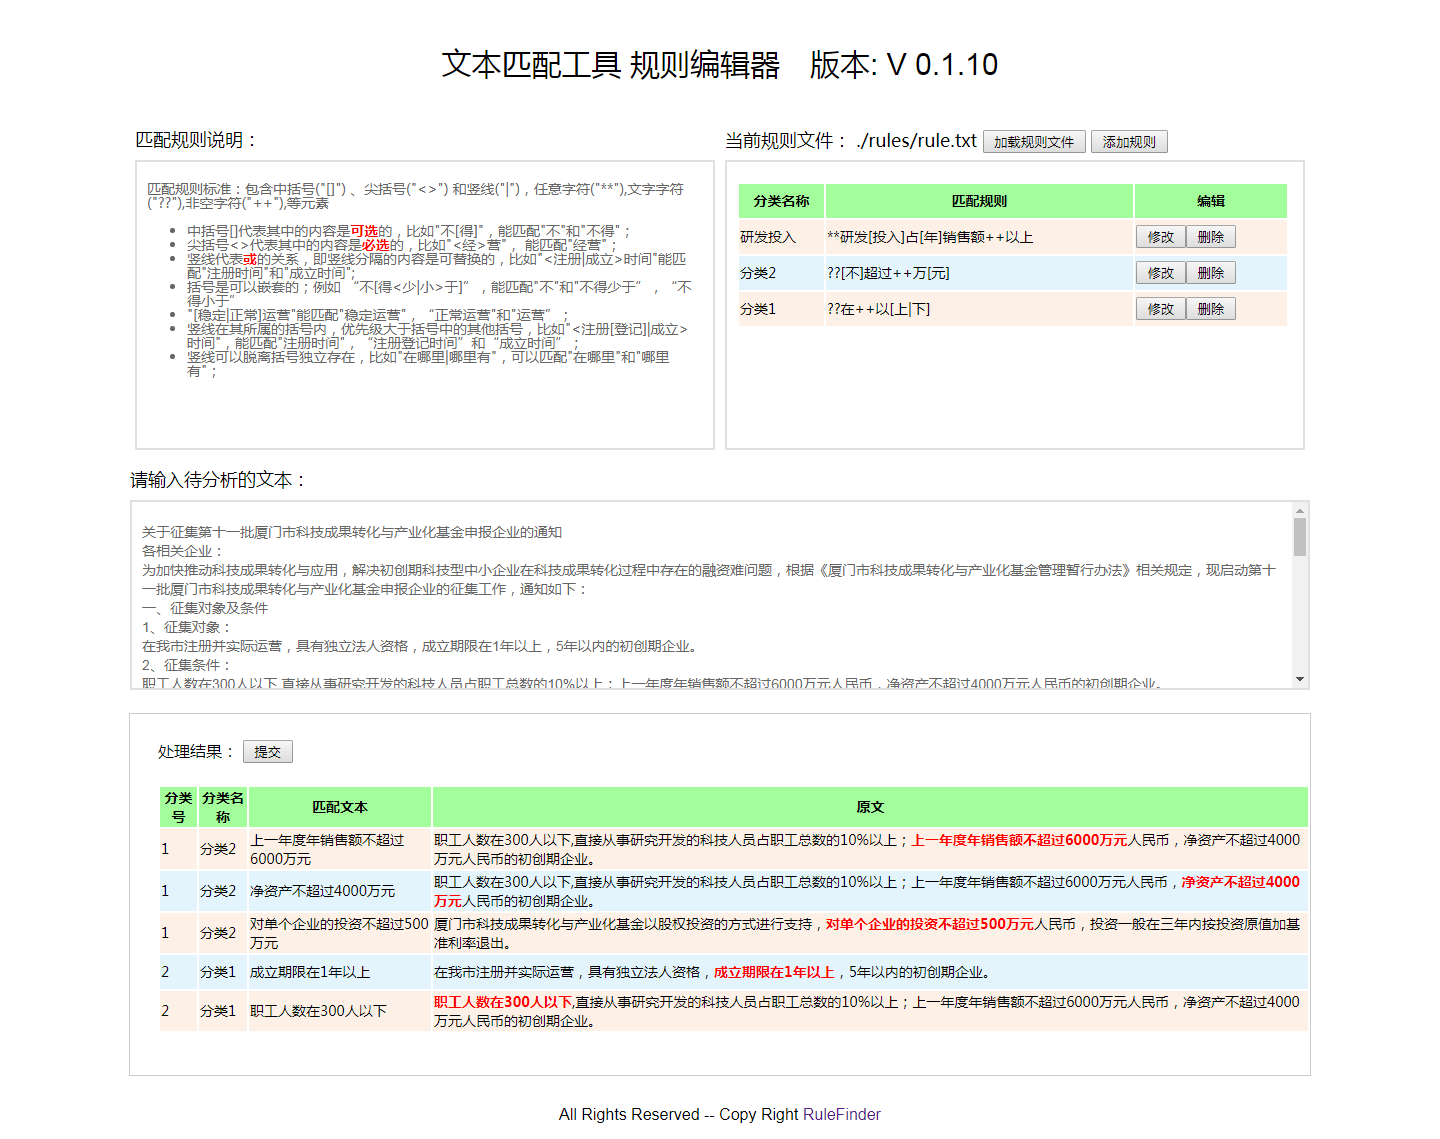 文本匹配工具 规则编辑器 版本: V 0.1.10
匹配规则说明：
匹配规则标准：包含中括号("[]") 、尖括号("<>") 和竖线("|")，任意字符("**"),文字字符
("??"),非空字符("++"),等元素
中括号[]代表其中的内容是可选的，比如"不[得]"，能匹配"不"和"不得"；
尖括号<>代表其中的内容是必选的，比如"<经>营"， 能匹配"经营"；
竖线代表或的关系，即竖线分隔的内容是可替换的，比如"<注册|成立>时间"能匹
配"注册时间"和"成立时间";
括号是可以嵌套的；例如 “不[得<少|小>于]”，能匹配"不"和"不得少于”，“不
得小于”
"[稳定|正常]运营"能匹配"稳定运营"，“正常运营"和"运营”；
竖线在其所属的括号内，优先级大于括号中的其他括号，比如"<注册[登记]|成立>
时间"，能匹配"注册时间"，“注册登记时间”和“成立时间”；
竖线可以脱离括号独立存在，比如"在哪里|哪里有"，可以匹配"在哪里"和"哪里
有"；
当前规则文件： ./rules/rule.txt 加载规则文件 添加规则
分类名称 匹配规则 编辑
研发投入 **研发[投入]占[年]销售额++以上 修改 删除
分类2 ??[不]超过++万[元] 修改 删除
分类1 ??在++以[上|下] 修改 删除
请输入待分析的文本：
关于征集第十一批厦门市科技成果转化与产业化基金申报企业的通知
各相关企业：
为加快推动科技成果转化与应用，解决初创期科技型中小企业在科技成果转化过程中存在的融资难问题，根据《厦门市科技成果转化与产业化基金管理暂行办法》相关规定，现启动第十
一批厦门市科技成果转化与产业化基金申报企业的征集工作，通知如下：
一、征集对象及条件
1、征集对象：
在我市注册并实际运营，具有独立法人资格，成立期限在1年以上，5年以内的初创期企业。
2、征集条件：
职工人数在300人以下,直接从事研究开发的科技人员占职工总数的10%以上；上一年度年销售额不超过6000万元人民币，净资产不超过4000万元人民币的初创期企业。
处理结果： 提交
分类
号 分类名
称 匹配文本 原文
1 分类2 上一年度年销售额不超过
6000万元 职工人数在300人以下,直接从事研究开发的科技人员占职工总数的10%以上；上一年度年销售额不超过6000万元人民币，净资产不超过4000
万元人民币的初创期企业。
1 分类2 净资产不超过4000万元 职工人数在300人以下,直接从事研究开发的科技人员占职工总数的10%以上；上一年度年销售额不超过6000万元人民币，净资产不超过4000
万元人民币的初创期企业。
1 分类2 对单个企业的投资不超过500
万元 厦门市科技成果转化与产业化基金以股权投资的方式进行支持，对单个企业的投资不超过500万元人民币，投资一般在三年内按投资原值加基
准利率退出。
2 分类1 成立期限在1年以上 在我市注册并实际运营，具有独立法人资格，成立期限在1年以上，5年以内的初创期企业。
2 分类1 职工人数在300人以下 职工人数在300人以下,直接从事研究开发的科技人员占职工总数的10%以上；上一年度年销售额不超过6000万元人民币，净资产不超过4000
万元人民币的初创期企业。
All Rights Reserved -- Copy Right RuleFinder